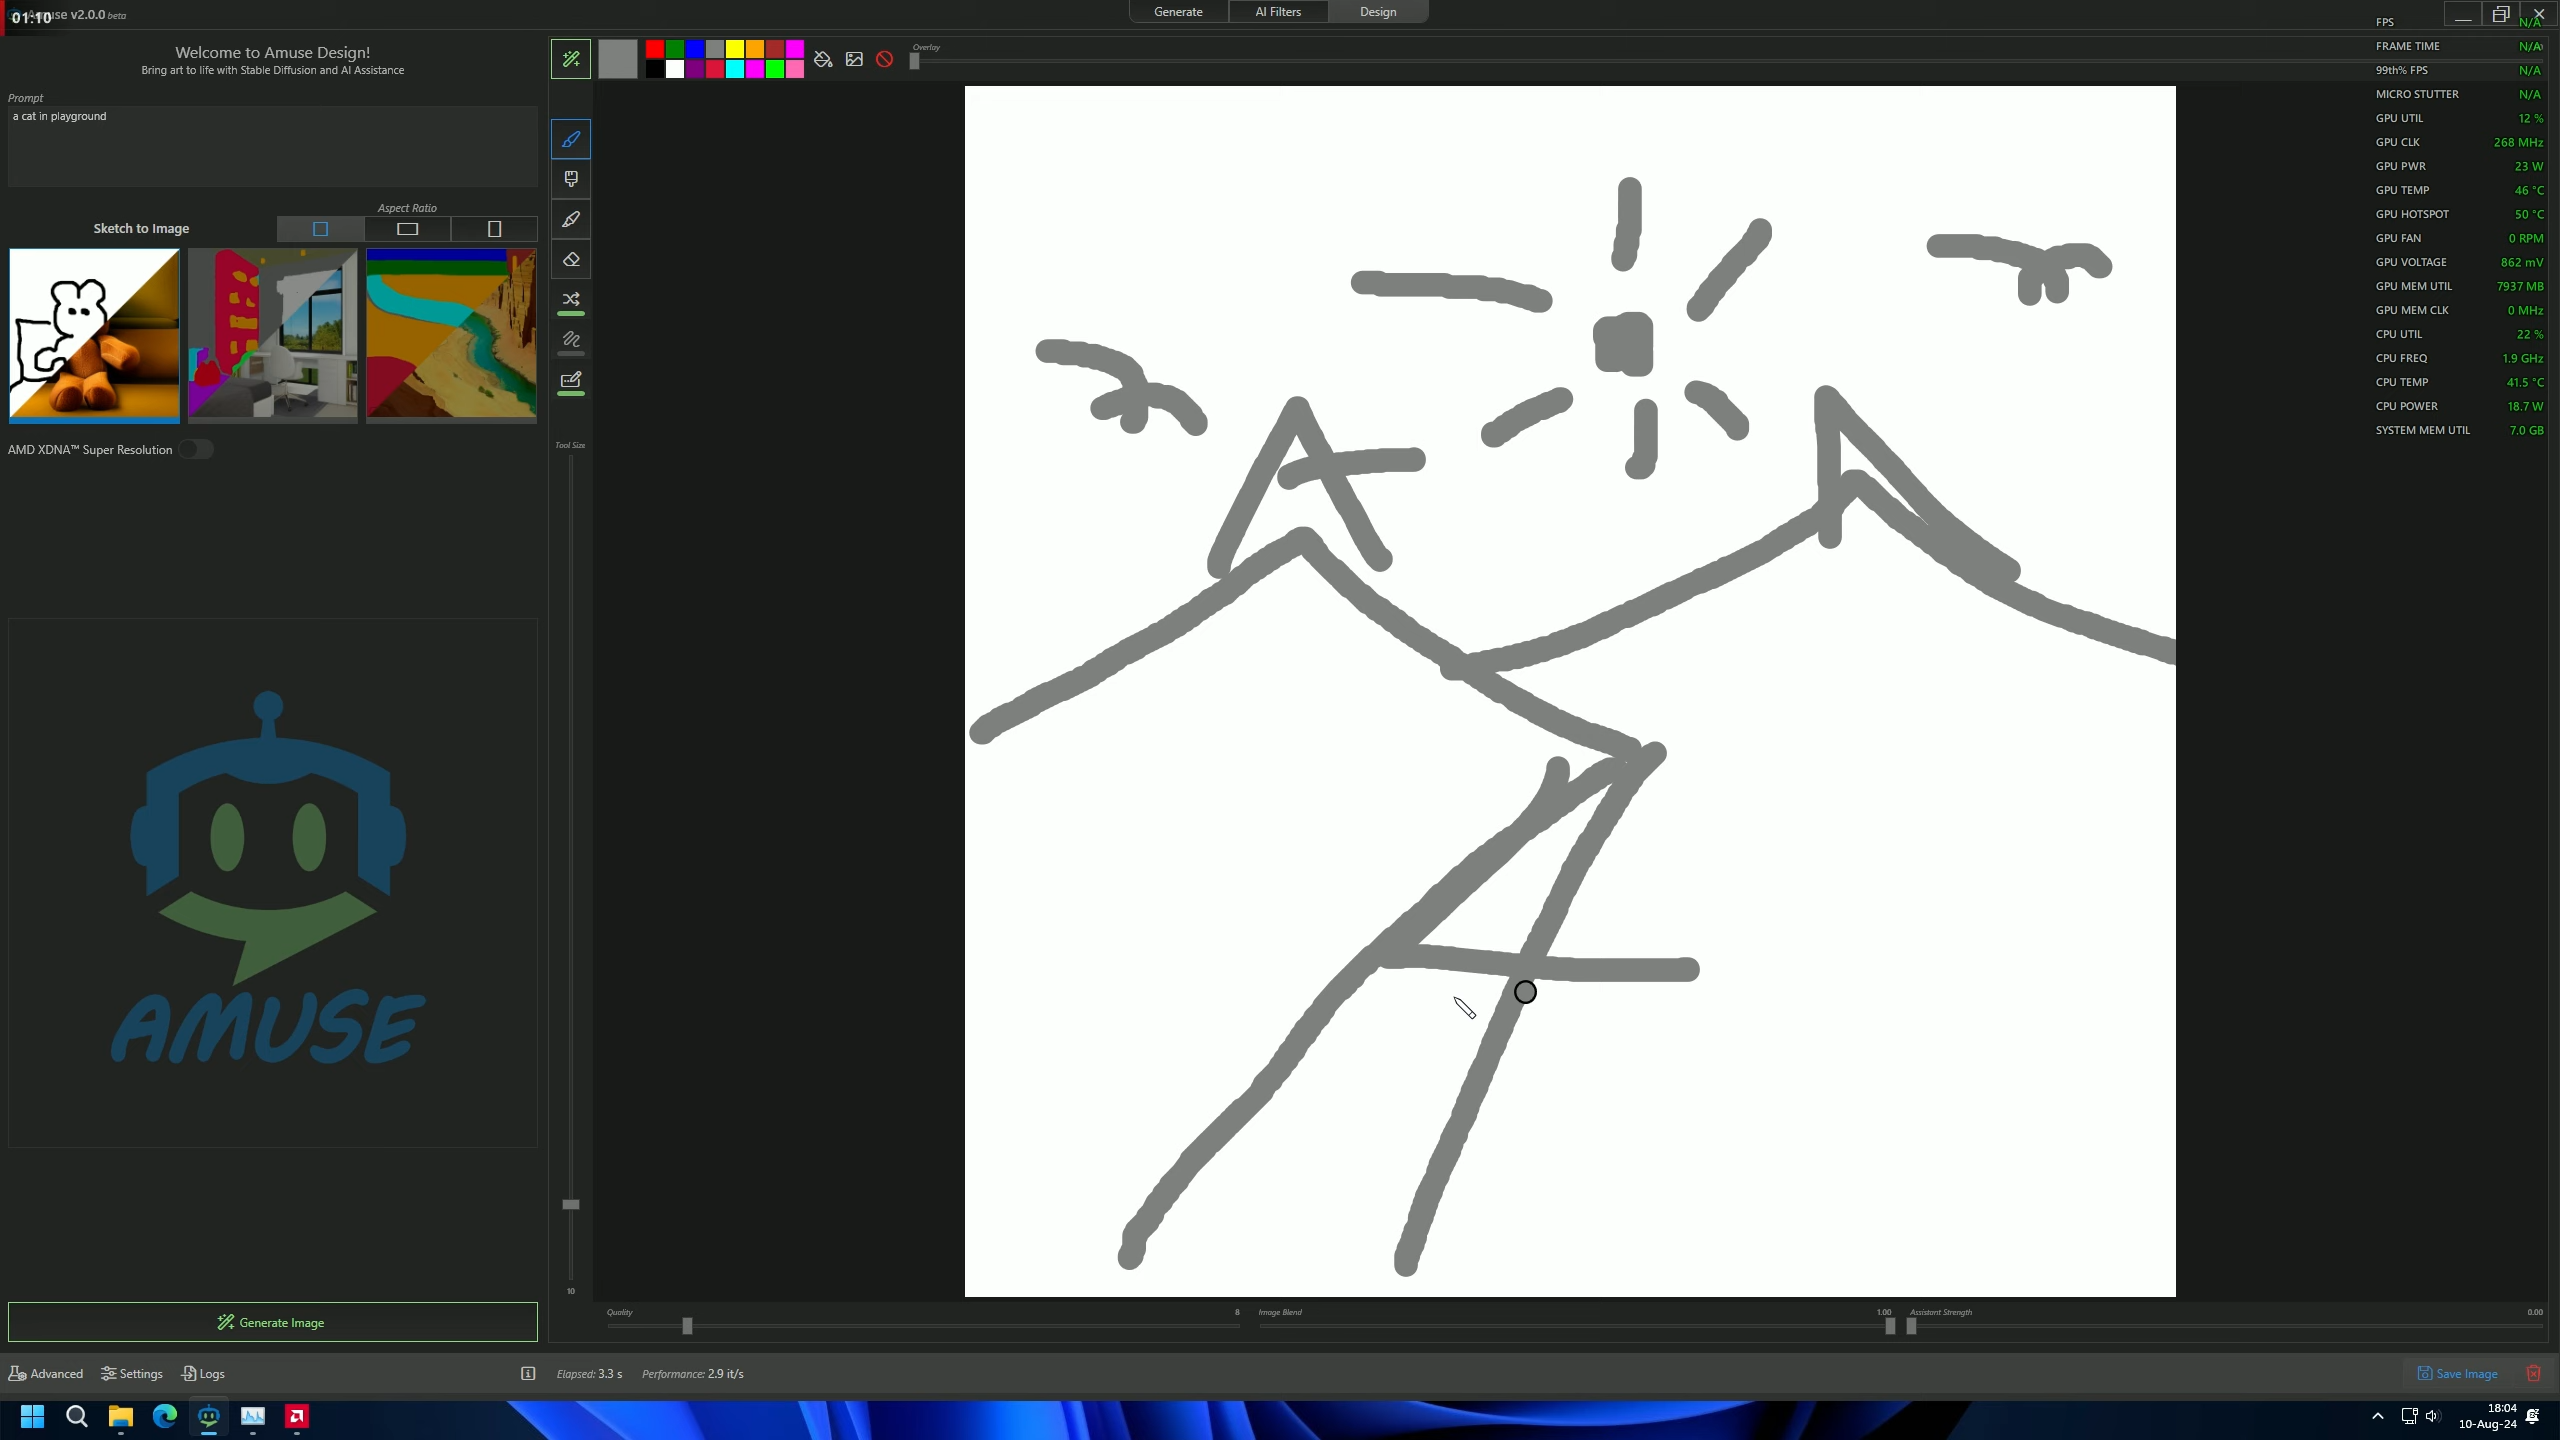 01:10
Amuse v2.0.0 beta
Generate
AI Filters
Design
Welcome to Amuse Design!
Bring art to life with Stable Diffusion and AI Assistance
Prompt
a cat in playground
Sketch to Image
Aspect Ratio
AMD XDNA™ Super Resolution
AMUSE
Generate Image
Overlay
Tool Size
10
FPS N/A
FRAME TIME N/A
99th% FPS N/A
MICRO STUTTER N/A
GPU UTIL 12 %
GPU CLK 268 MHz
GPU PWR 23 W
GPU TEMP 46 °C
GPU HOTSPOT 50 °C
GPU FAN 0 RPM
GPU VOLTAGE 862 mV
GPU MEM UTIL 7937 MB
GPU MEM CLK 0 MHz
CPU UTIL 22 %
CPU FREQ 1.9 GHz
CPU TEMP 41.5 °C
CPU POWER 18.7 W
SYSTEM MEM UTIL 7.0 GB
Quality 8
Image Blend 1.00
Assistant Strength 0.00
Advanced
Settings
Logs
Elapsed: 3.3 s
Performance: 2.9 it/s
Save Image
18:04
10-Aug-24